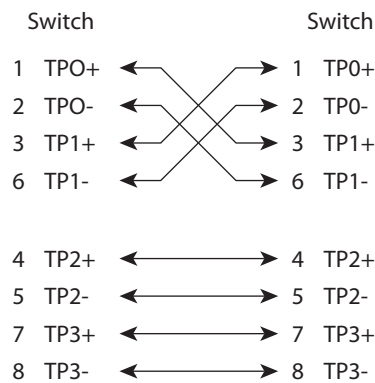 Switch Switch
1 TPO+ 1 TP0+
2 TPO- 2 TP0-
3 TP1+ 3 TP1+
6 TP1- 6 TP1-
4 TP2+ 4 TP2+
5 TP2- 5 TP2-
7 TP3+ 7 TP3+
8 TP3- 8 TP3-